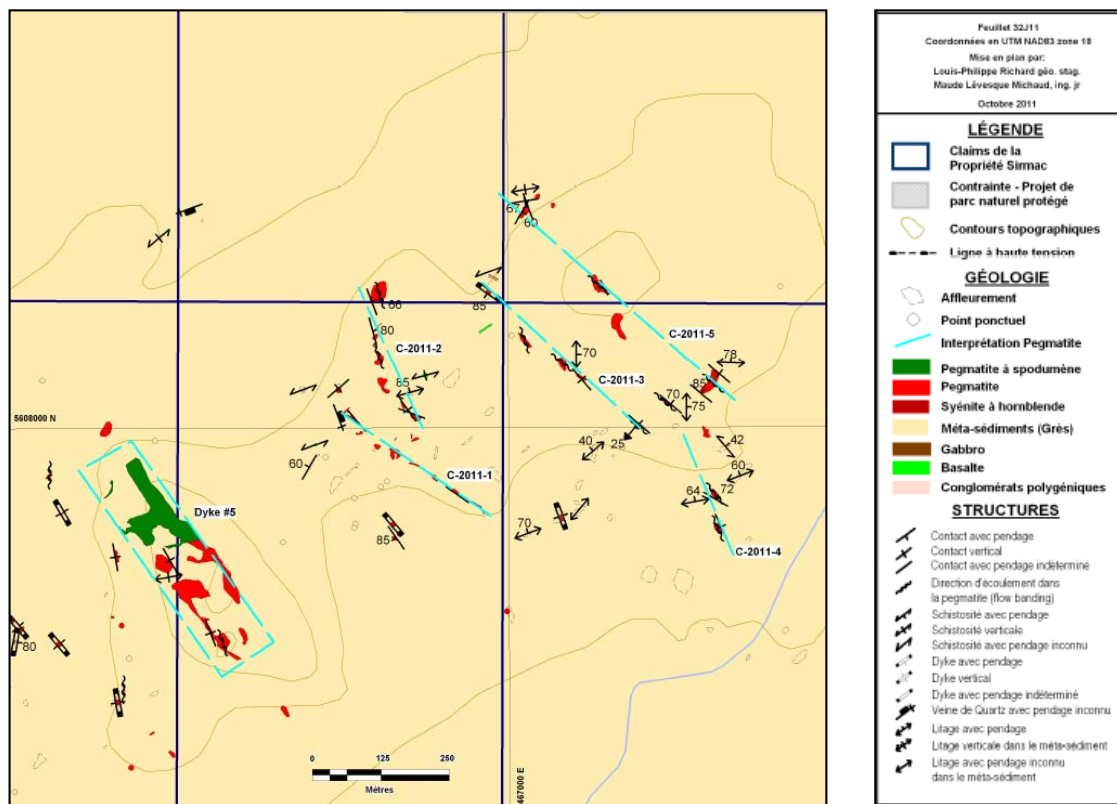 67
60
85
66
80
C-2011-5
C-2011-2
70
78
C-2011-3
85
85
70
75
5608000 N
40
25
42
60
C-2011-1
60
64
72
Dyke #5
70
85
C-2011-4
80
0 125 250
Mètres
467000 E
Feuillet 32J11
Coordonnées en UTM NAD83 zone 18
Mise en plan par:
Louis-Philippe Richard géo. stag.
Maude Lévesque Michaud, ing. jr
Octobre 2011
LÉGENDE
Claims de la
Propriété Sirmac
Contrainte - Projet de
parc naturel protégé
Contours topographiques
Ligne à haute tension
GÉOLOGIE
Affleurement
Point ponctuel
Interprétation Pegmatite
Pegmatite à spodumène
Pegmatite
Syénite à hornblende
Méta-sédiments (Grès)
Gabbro
Basalte
Conglomérats polygéniques
STRUCTURES
Contact avec pendage
Contact vertical
Contact avec pendage indéterminé
Direction d'écoulement dans
la pegmatite (flow banding)
Schistosité avec pendage
Schistosité verticale
Schistosité avec pendage inconnu
Dyke avec pendage
Dyke vertical
Dyke avec pendage indéterminé
Veine de Quartz avec pendage inconnu
Litage avec pendage
Litage verticale dans le méta-sédiment
Litage avec pendage inconnu
dans le méta-sédiment